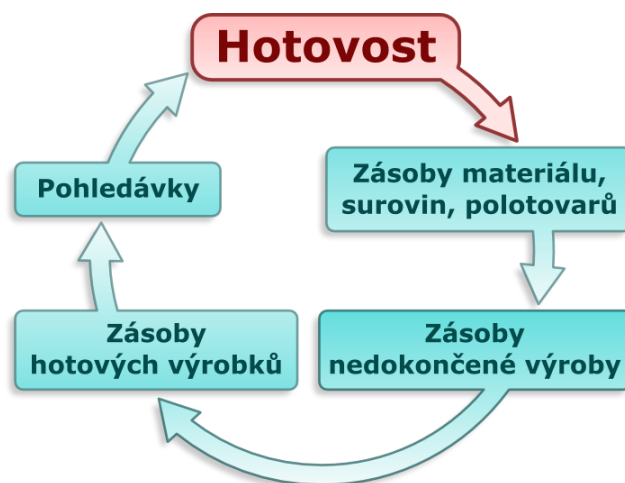 Hotovost
Zásoby materiálu,
surovin, polotovarů
Zásoby
nedokončené výroby
Zásoby
hotových výrobků
Pohledávky